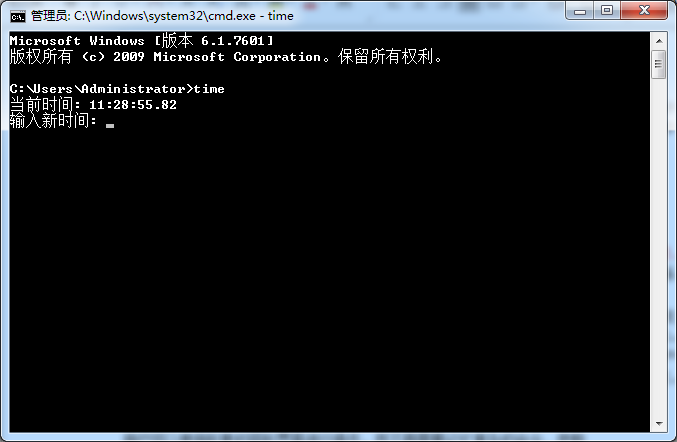 管理员: C:\Windows\system32\cmd.exe - time
Microsoft Windows [版本 6.1.7601]
版权所有 (c) 2009 Microsoft Corporation。保留所有权利。
C:\Users\Administrator>time
当前时间: 11:28:55.82
输入新时间: